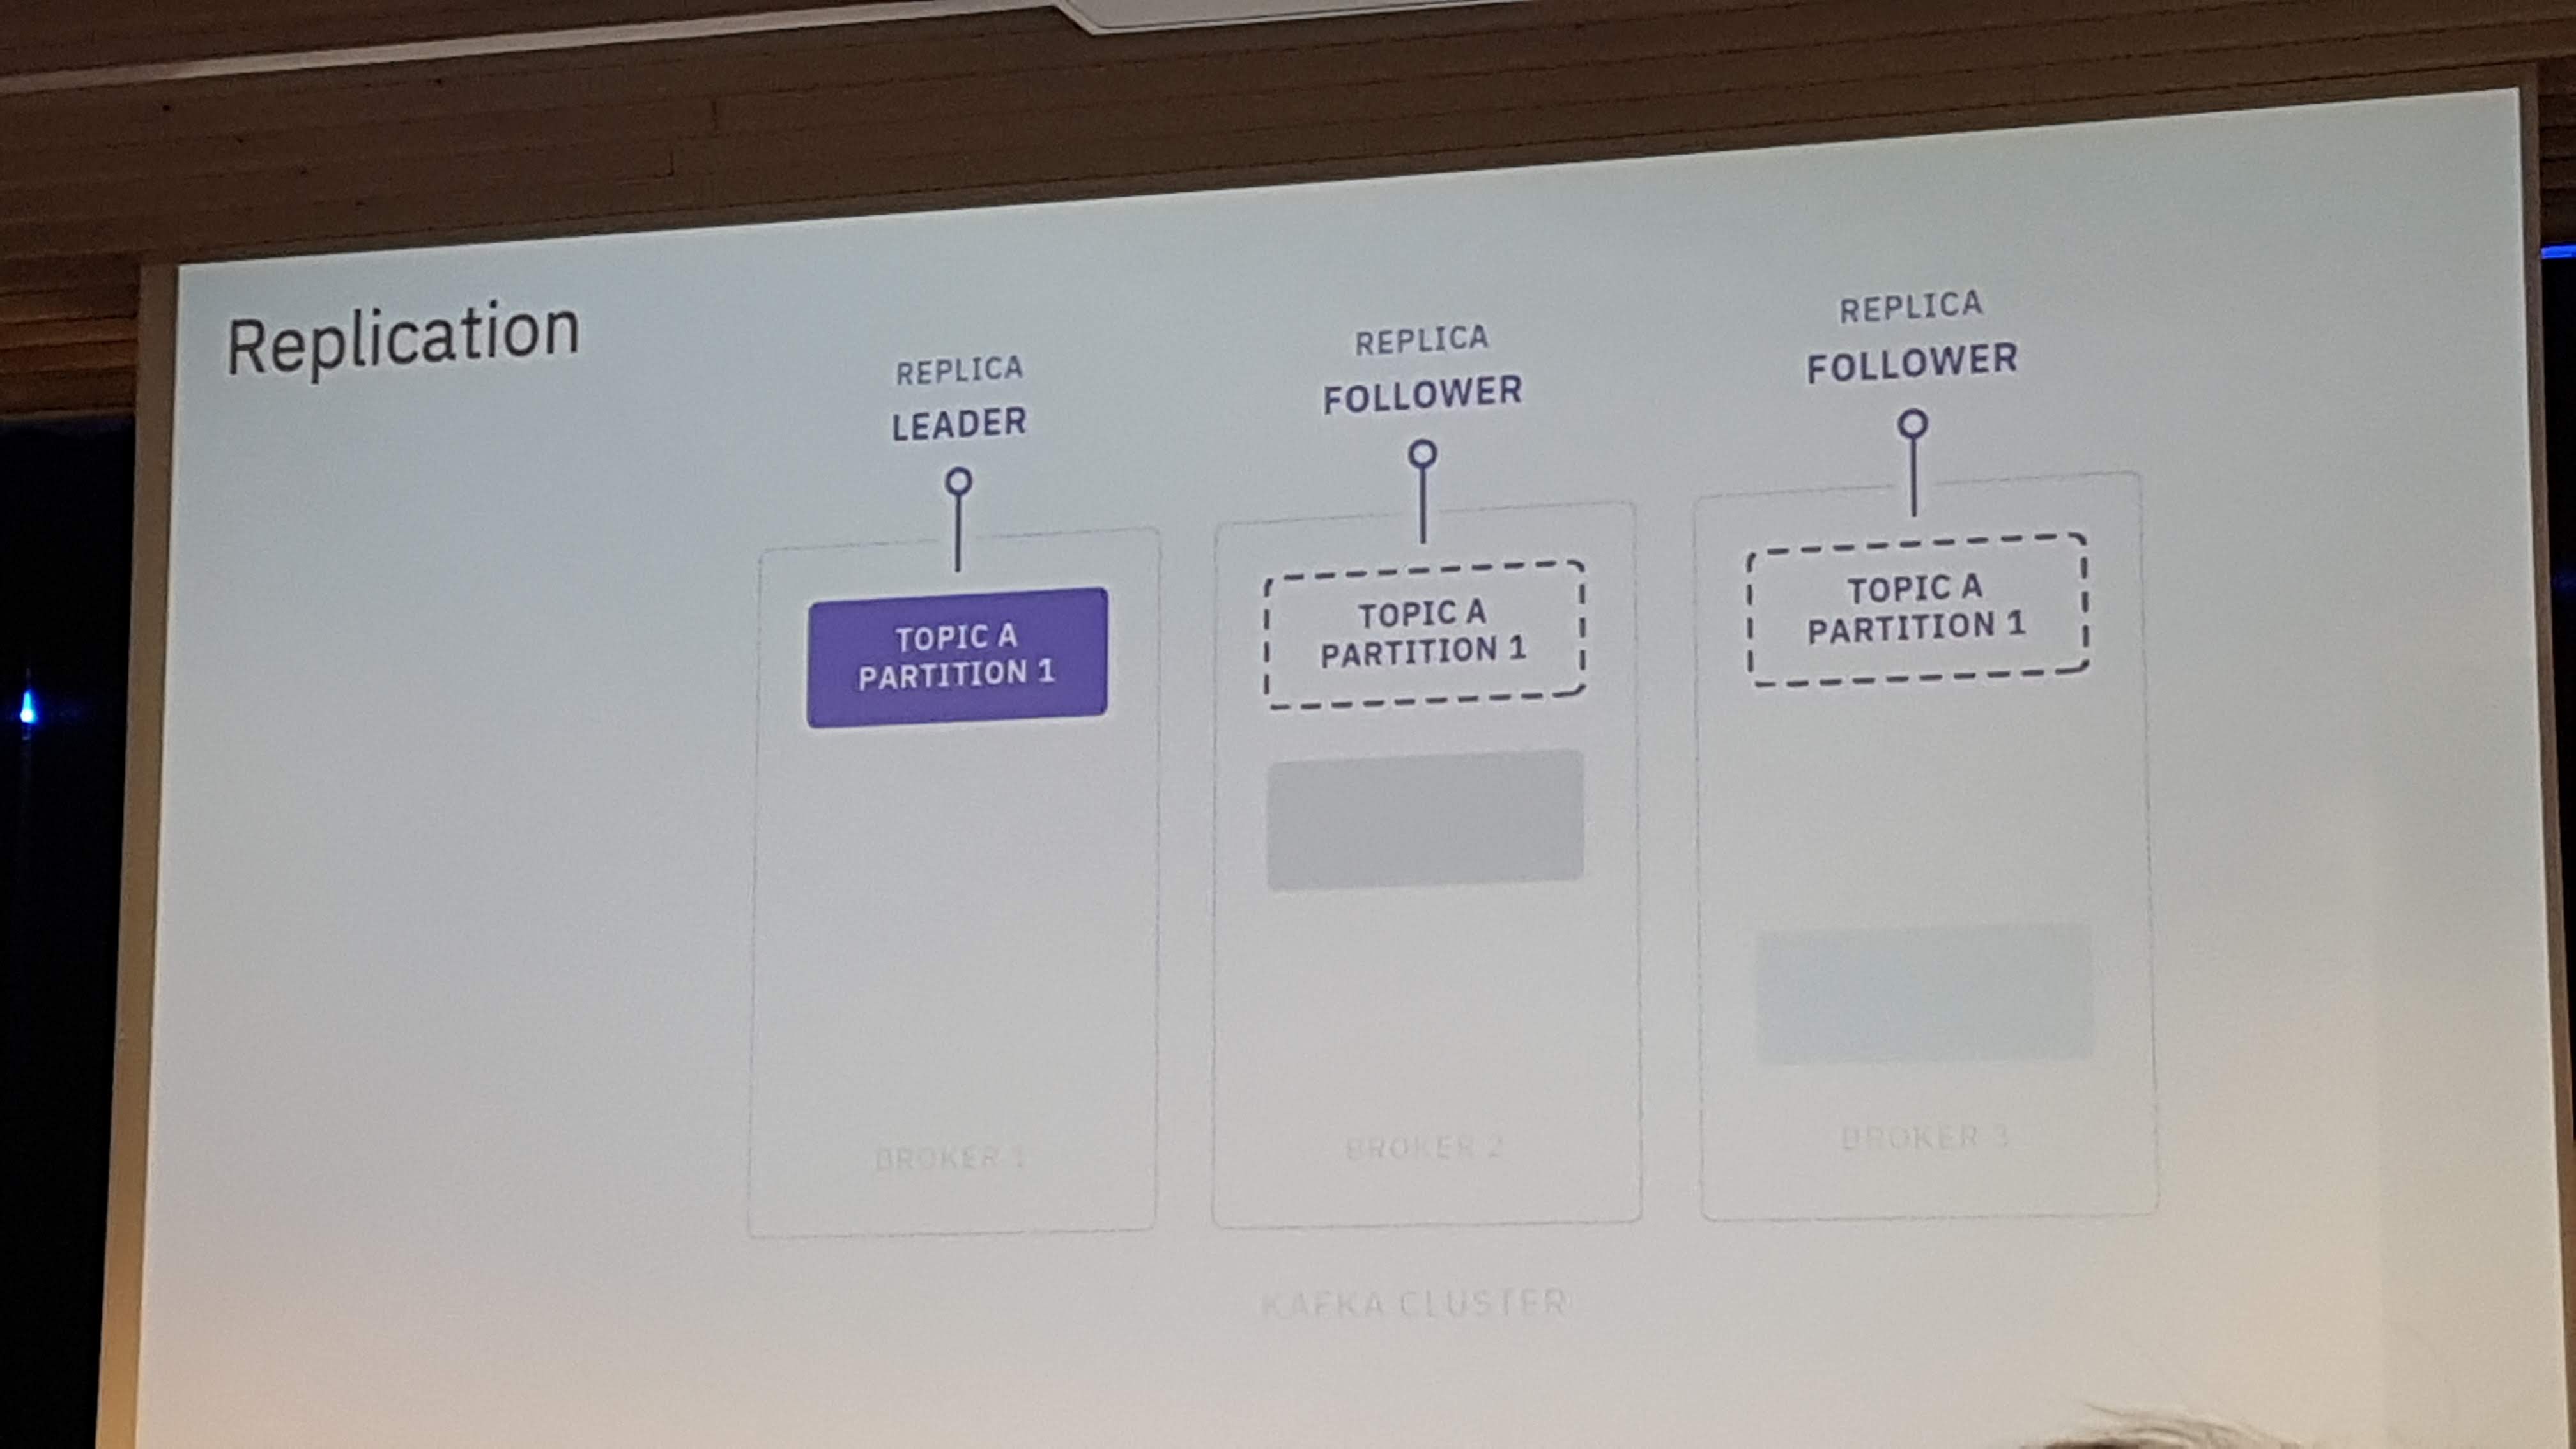 Replication
REPLICA
LEADER
REPLICA
FOLLOWER
REPLICA
FOLLOWER
TOPIC A
PARTITION 1
TOPIC A
PARTITION 1
TOPIC A
PARTITION 1
BROKER 1
BROKER 2
BROKER 3
KAFKA CLUSTER